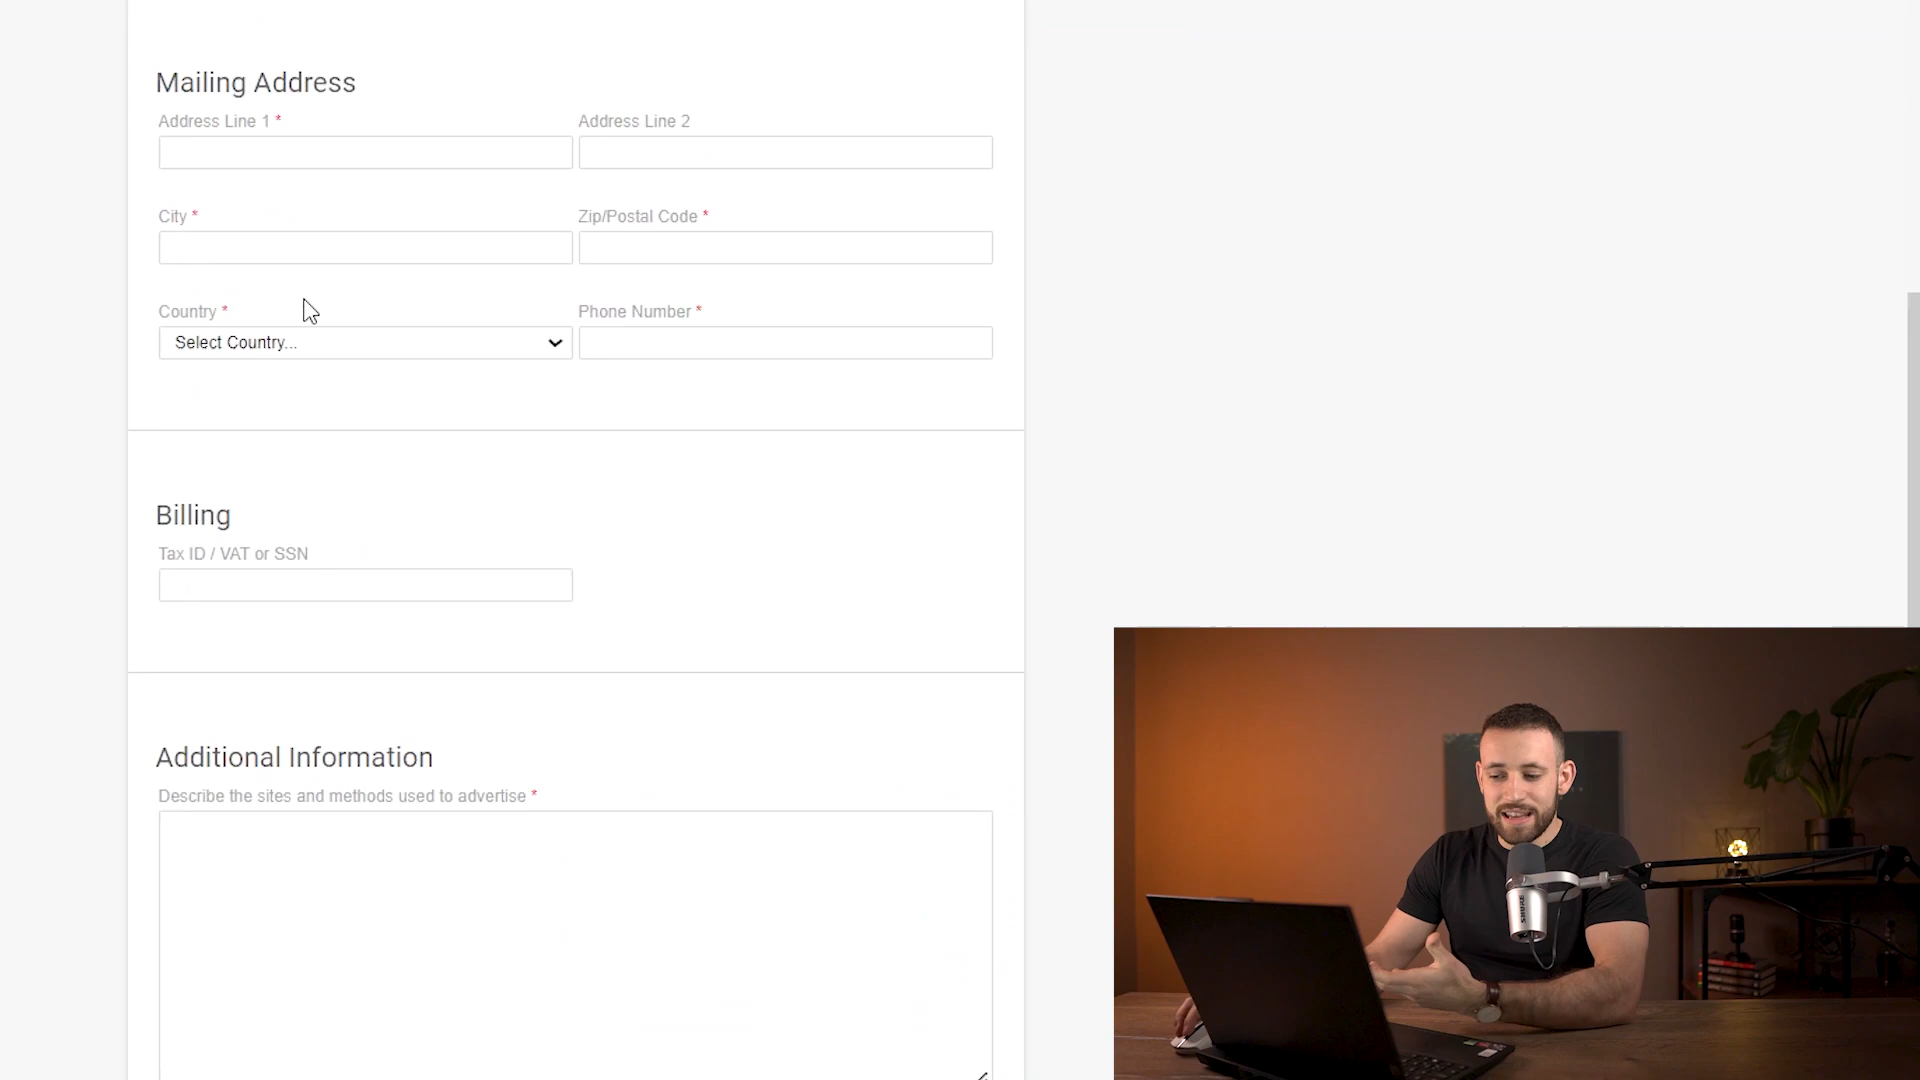 Mailing Address
Address Line 1 *
Address Line 2
City *
Zip/Postal Code *
Country *
Phone Number *
Select Country...
Billing
Tax ID / VAT or SSN
Additional Information
Describe the sites and methods used to advertise *
SHURE